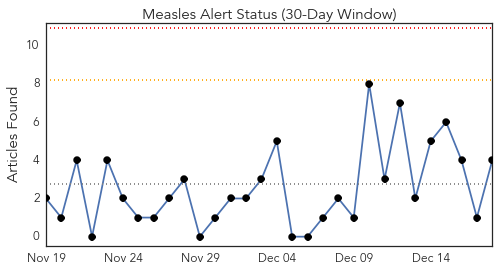 Measles Alert Status (30-Day Window)
Articles Found
10
8
6
4
2
0
Nov 19 Nov 24 Nov 29 Dec 04 Dec 09 Dec 14